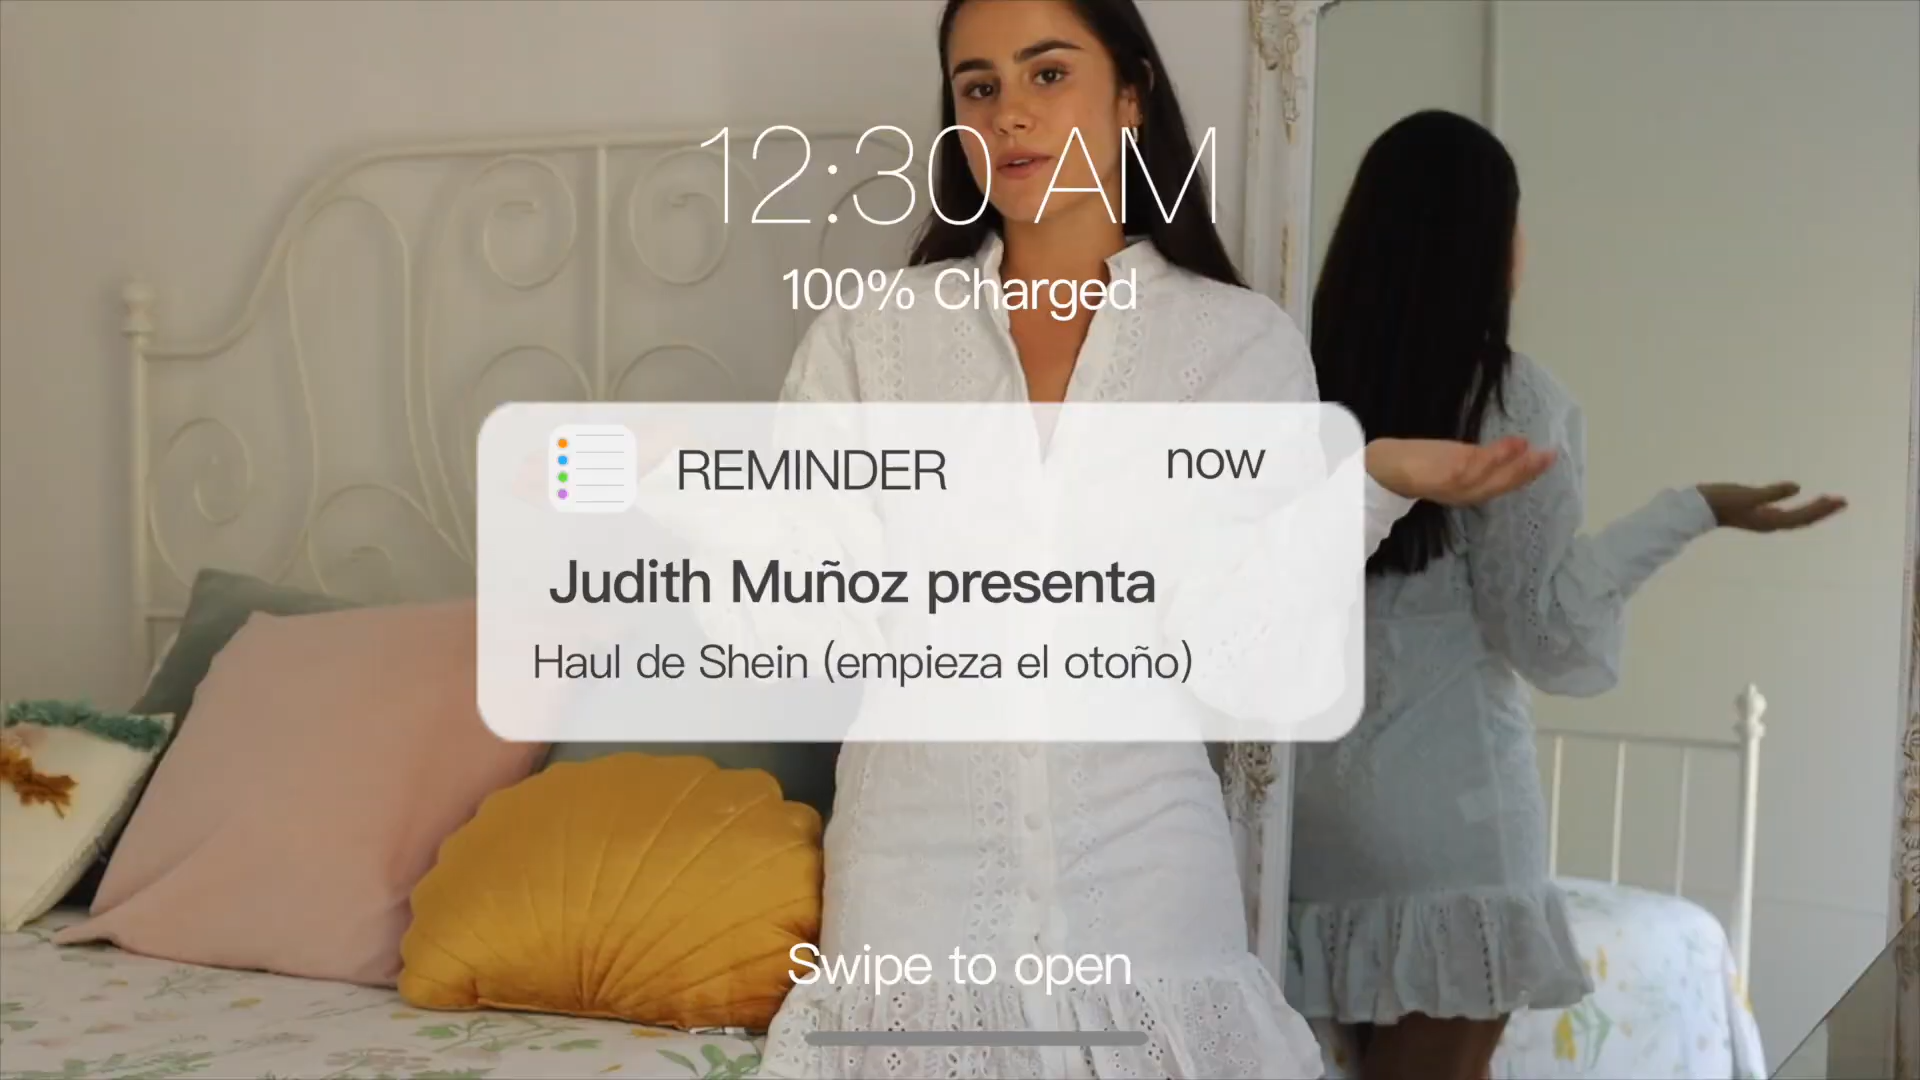 12:30 AM
100% Charged
REMINDER
now
Judith Muñoz presenta
Haul de Shein (empieza el otoño)
Swipe to open